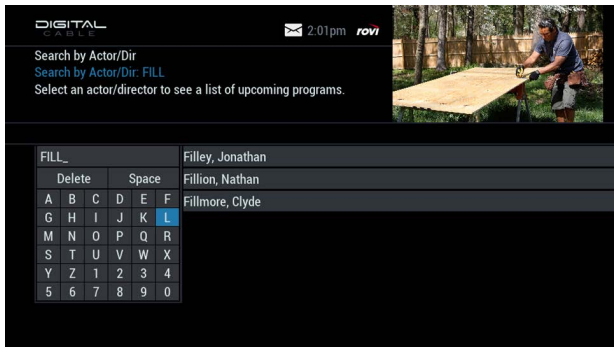 DIGITAL
CABLE
2:01pm rovi
Search by Actor/Dir
Search by Actor/Dir: FILL
Select an actor/director to see a list of upcoming programs.
FILL_
Delete Space
A B C D E F
G H I J K L
M N O P Q R
S T U V W X
Y Z 1 2 3 4
5 6 7 8 9 0
Filley, Jonathan
Fillion, Nathan
Fillmore, Clyde